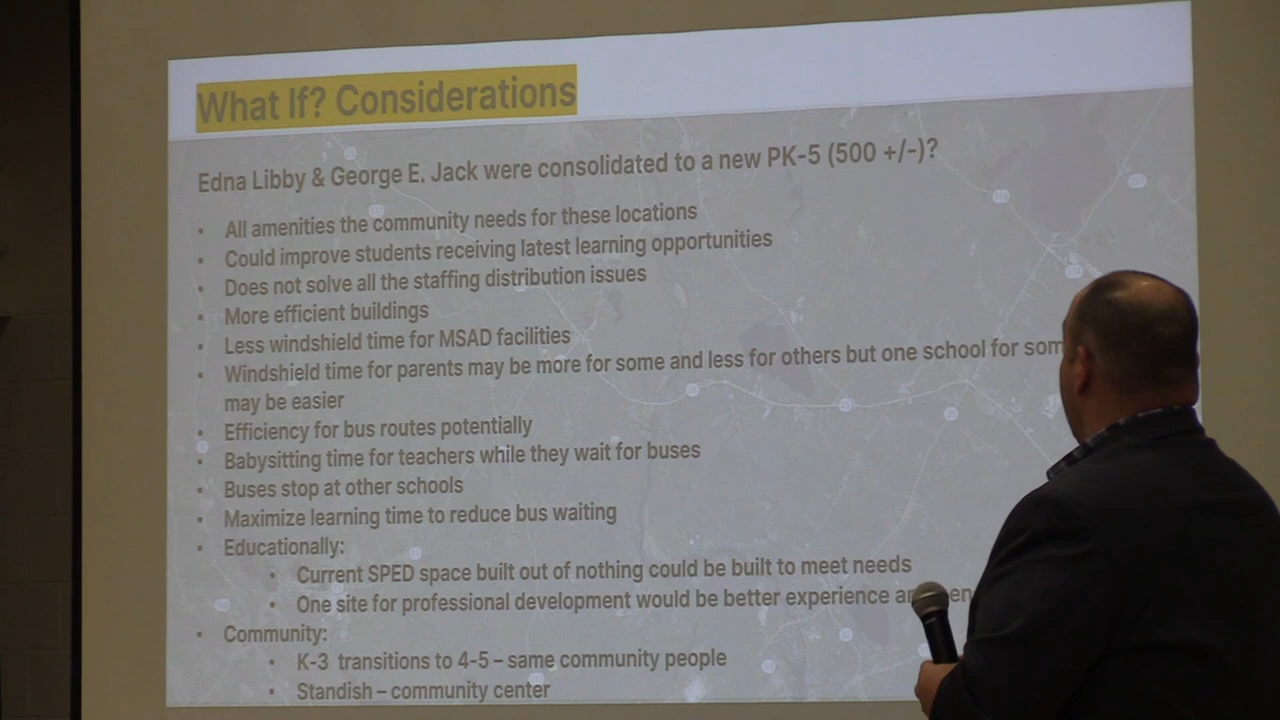 What If? Considerations
Edna Libby & George E. Jack were consolidated to a new PK-5 (500 +/-)?
• All amenities the community needs for these locations
• Could improve students receiving latest learning opportunities
• Does not solve all the staffing distribution issues
• More efficient buildings
• Less windshield time for MSAD facilities
• Windshield time for parents may be more for some and less for others but one school for
may be easier
• Efficiency for bus routes potentially
• Babysitting time for teachers while they wait for buses
• Buses stop at other schools
• Maximize learning time to reduce bus waiting
• Educationally:
• Current SPED space built out of nothing could be built to meet needs
• One site for professional development would be better experience
• Community:
• K-3 transitions to 4-5 – same community people
• Standish – community center